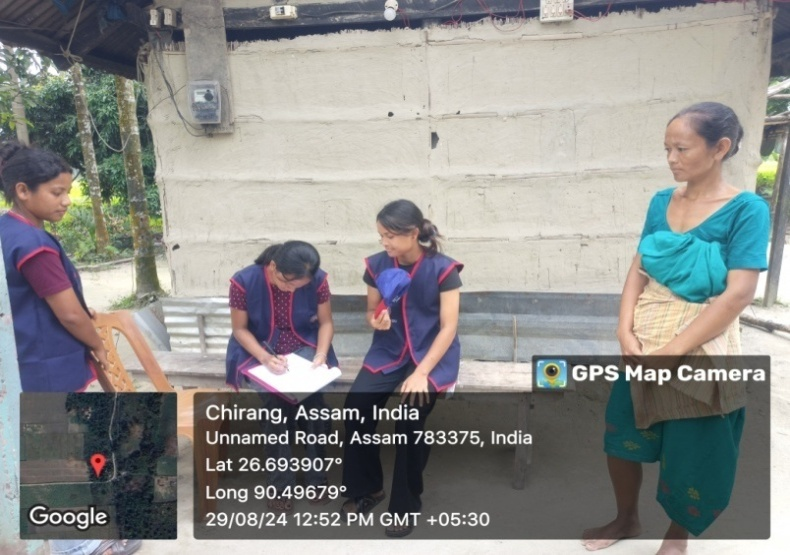 GPS Map Camera
Chirang, Assam, India
Unnamed Road, Assam 783375, India
Lat 26.693907°
Long 90.49679°
29/08/24 12:52 PM GMT +05:30
Google